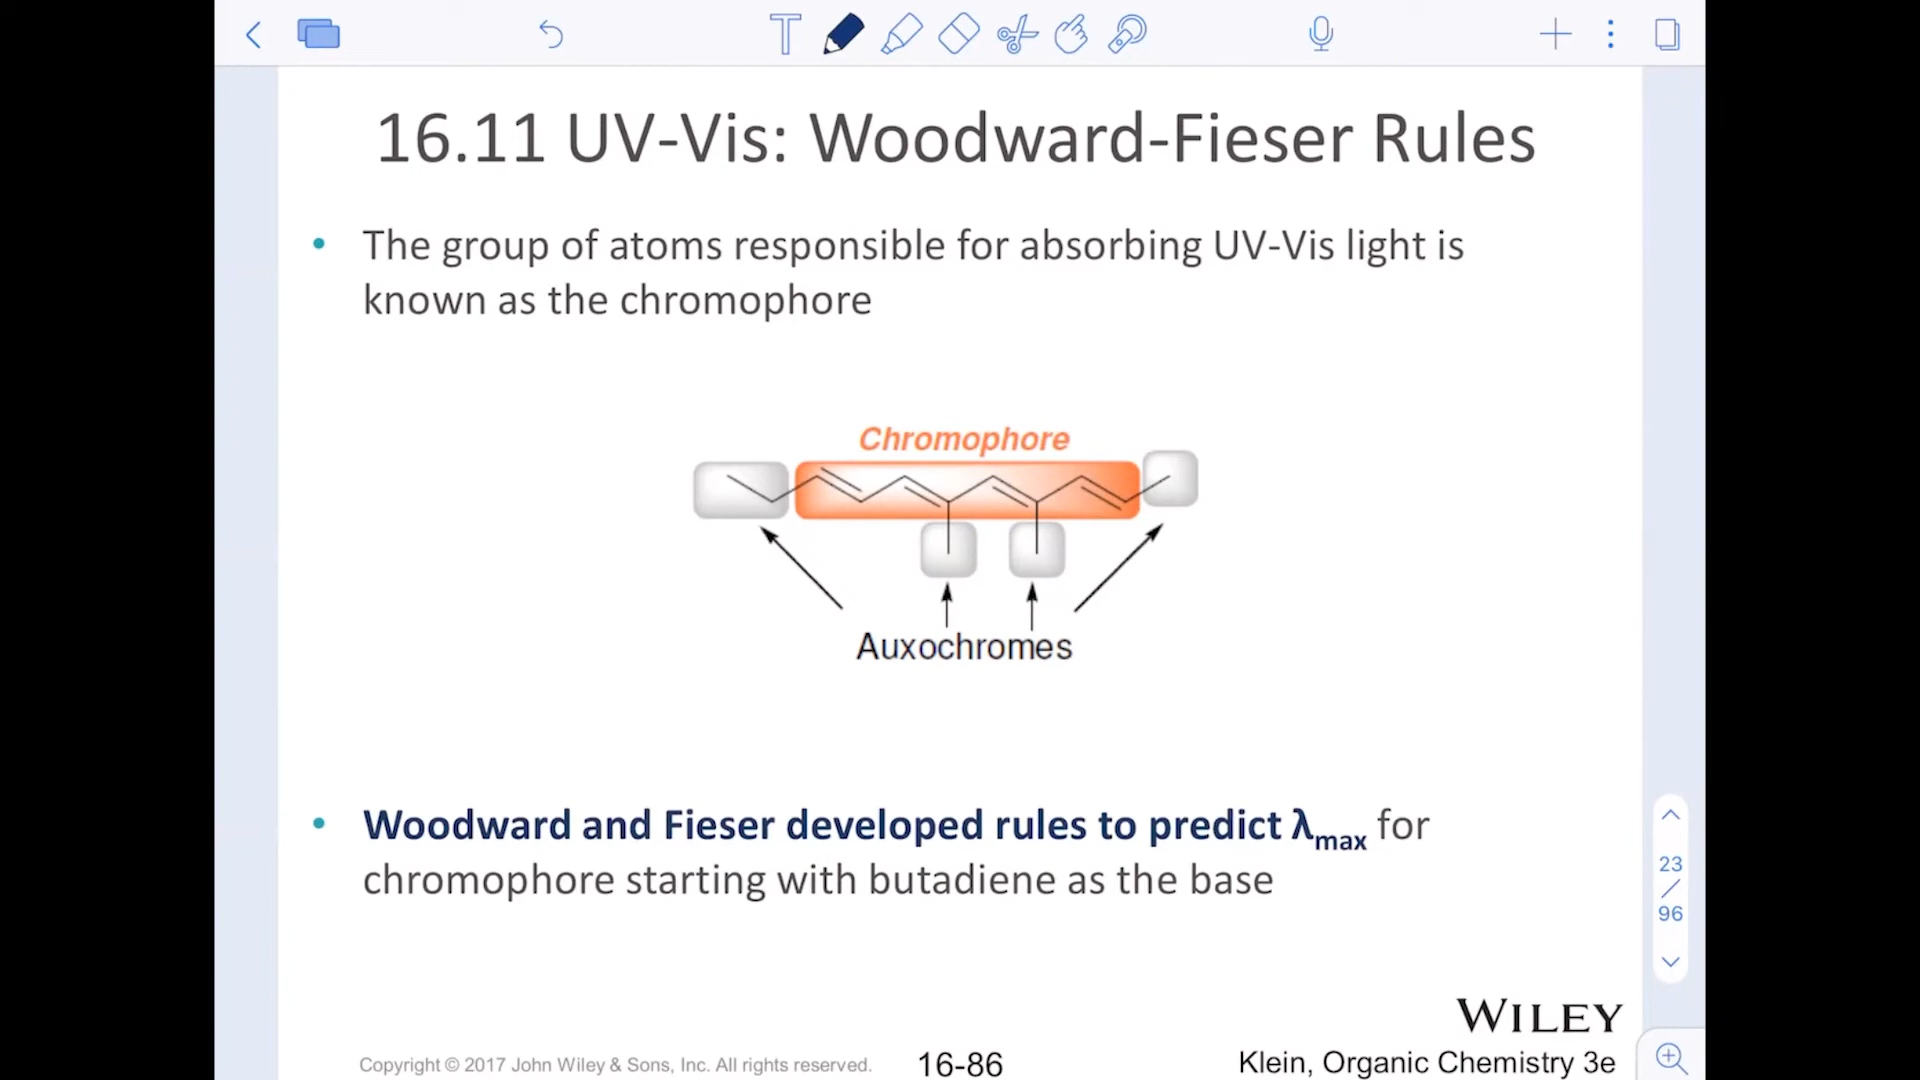 16.11 UV-Vis: Woodward-Fieser Rules
• The group of atoms responsible for absorbing UV-Vis light is
known as the chromophore
Chromophore
Auxochromes
• Woodward and Fieser developed rules to predict λmax for
chromophore starting with butadiene as the base
23
/
96
WILEY
Copyright © 2017 John Wiley & Sons, Inc. All rights reserved.
16-86
Klein, Organic Chemistry 3e